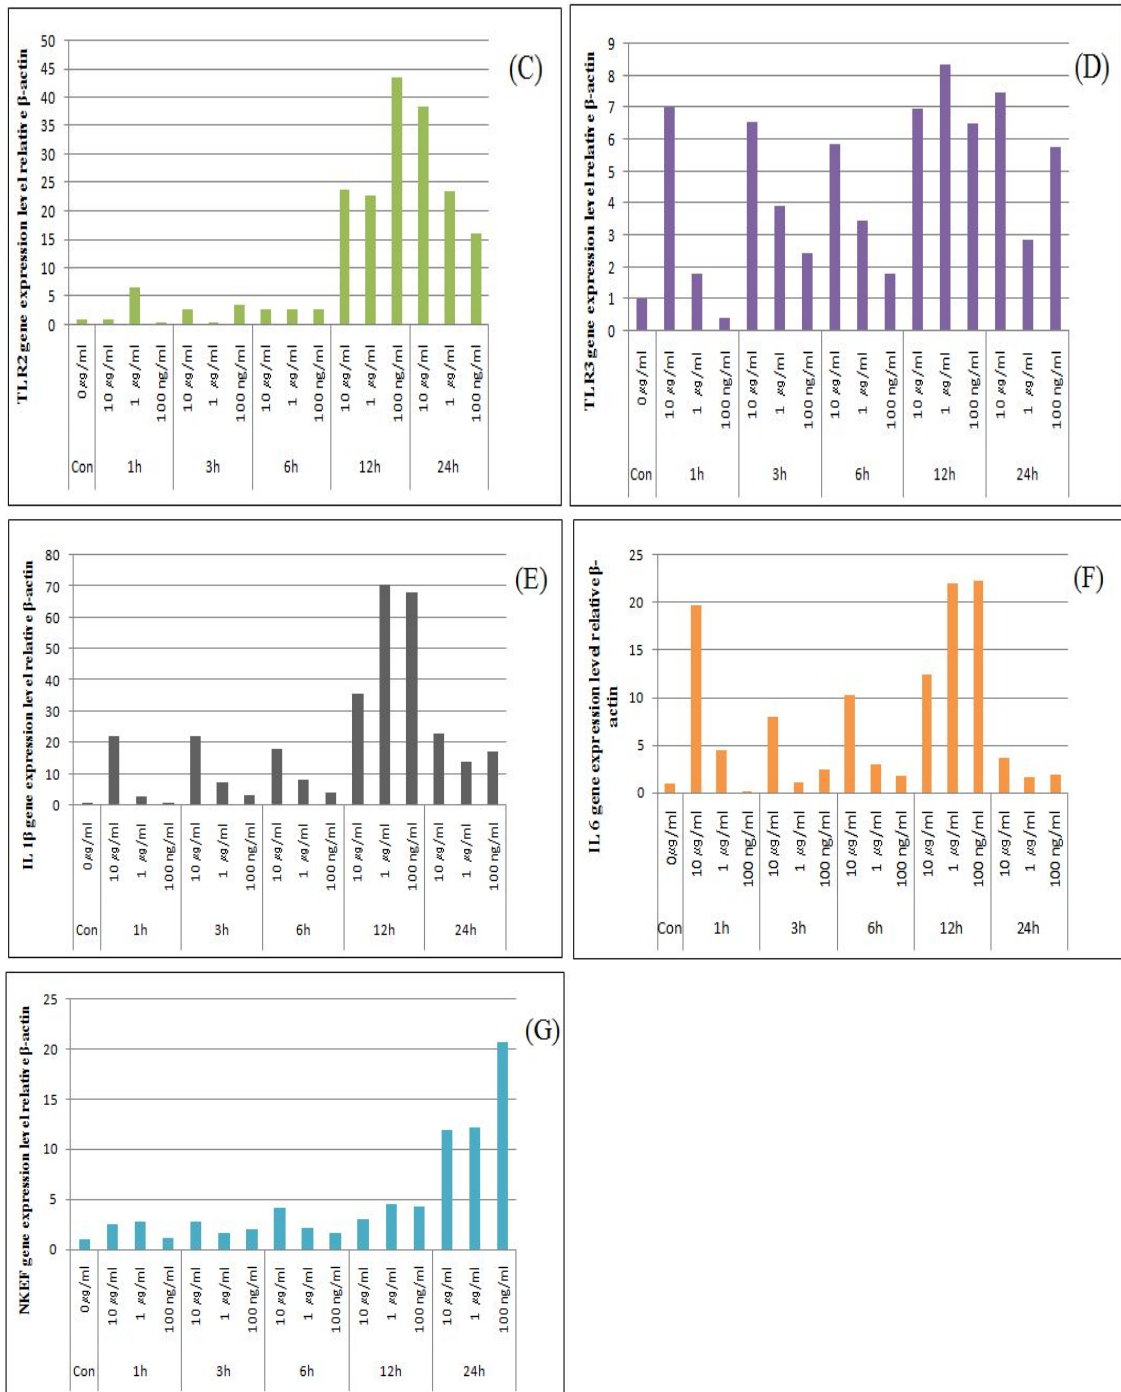 TLR2 gene expression level relative β-actin
50
45
40
35
30
25
20
15
10
5
0
(C)
0 µg/ml
10 µg/ml
1 µg/ml
100 ng/ml
10 µg/ml
1 µg/ml
100 ng/ml
10 µg/ml
1 µg/ml
100 ng/ml
10 µg/ml
1 µg/ml
100 ng/ml
10 µg/ml
1 µg/ml
100 ng/ml
Con 1h 3h 6h 12h 24h
TLR3 gene expression level relative β-actin
9
8
7
6
5
4
3
2
1
0
(D)
0 µg/ml
10 µg/ml
1 µg/ml
100 ng/ml
10 µg/ml
1 µg/ml
100 ng/ml
10 µg/ml
1 µg/ml
100 ng/ml
10 µg/ml
1 µg/ml
100 ng/ml
10 µg/ml
1 µg/ml
100 ng/ml
Con 1h 3h 6h 12h 24h
IL 1β gene expression level relative β-actin
80
70
60
50
40
30
20
10
0
(E)
0 µg/ml
10 µg/ml
1 µg/ml
100 ng/ml
10 µg/ml
1 µg/ml
100 ng/ml
10 µg/ml
1 µg/ml
100 ng/ml
10 µg/ml
1 µg/ml
100 ng/ml
10 µg/ml
1 µg/ml
100 ng/ml
Con 1h 3h 6h 12h 24h
IL 6 gene expression level relative β-
actin
25
20
15
10
5
0
(F)
0µg/ml
10 µg/ml
1 µg/ml
100 ng/ml
10 µg/ml
1 µg/ml
100 ng/ml
10 µg/ml
1 µg/ml
100 ng/ml
10 µg/ml
1 µg/ml
100 ng/ml
10 µg/ml
1 µg/ml
100 ng/ml
Con 1h 3h 6h 12h 24h
NKEF gene expression level relative β-actin
25
20
15
10
5
0
(G)
0 µg/ml
10 µg/ml
1 µg/ml
100 ng/ml
10 µg/ml
1 µg/ml
100 ng/ml
10 µg/ml
1 µg/ml
100 ng/ml
10 µg/ml
1 µg/ml
100 ng/ml
10 µg/ml
1 µg/ml
100 ng/ml
Con 1h 3h 6h 12h 24h